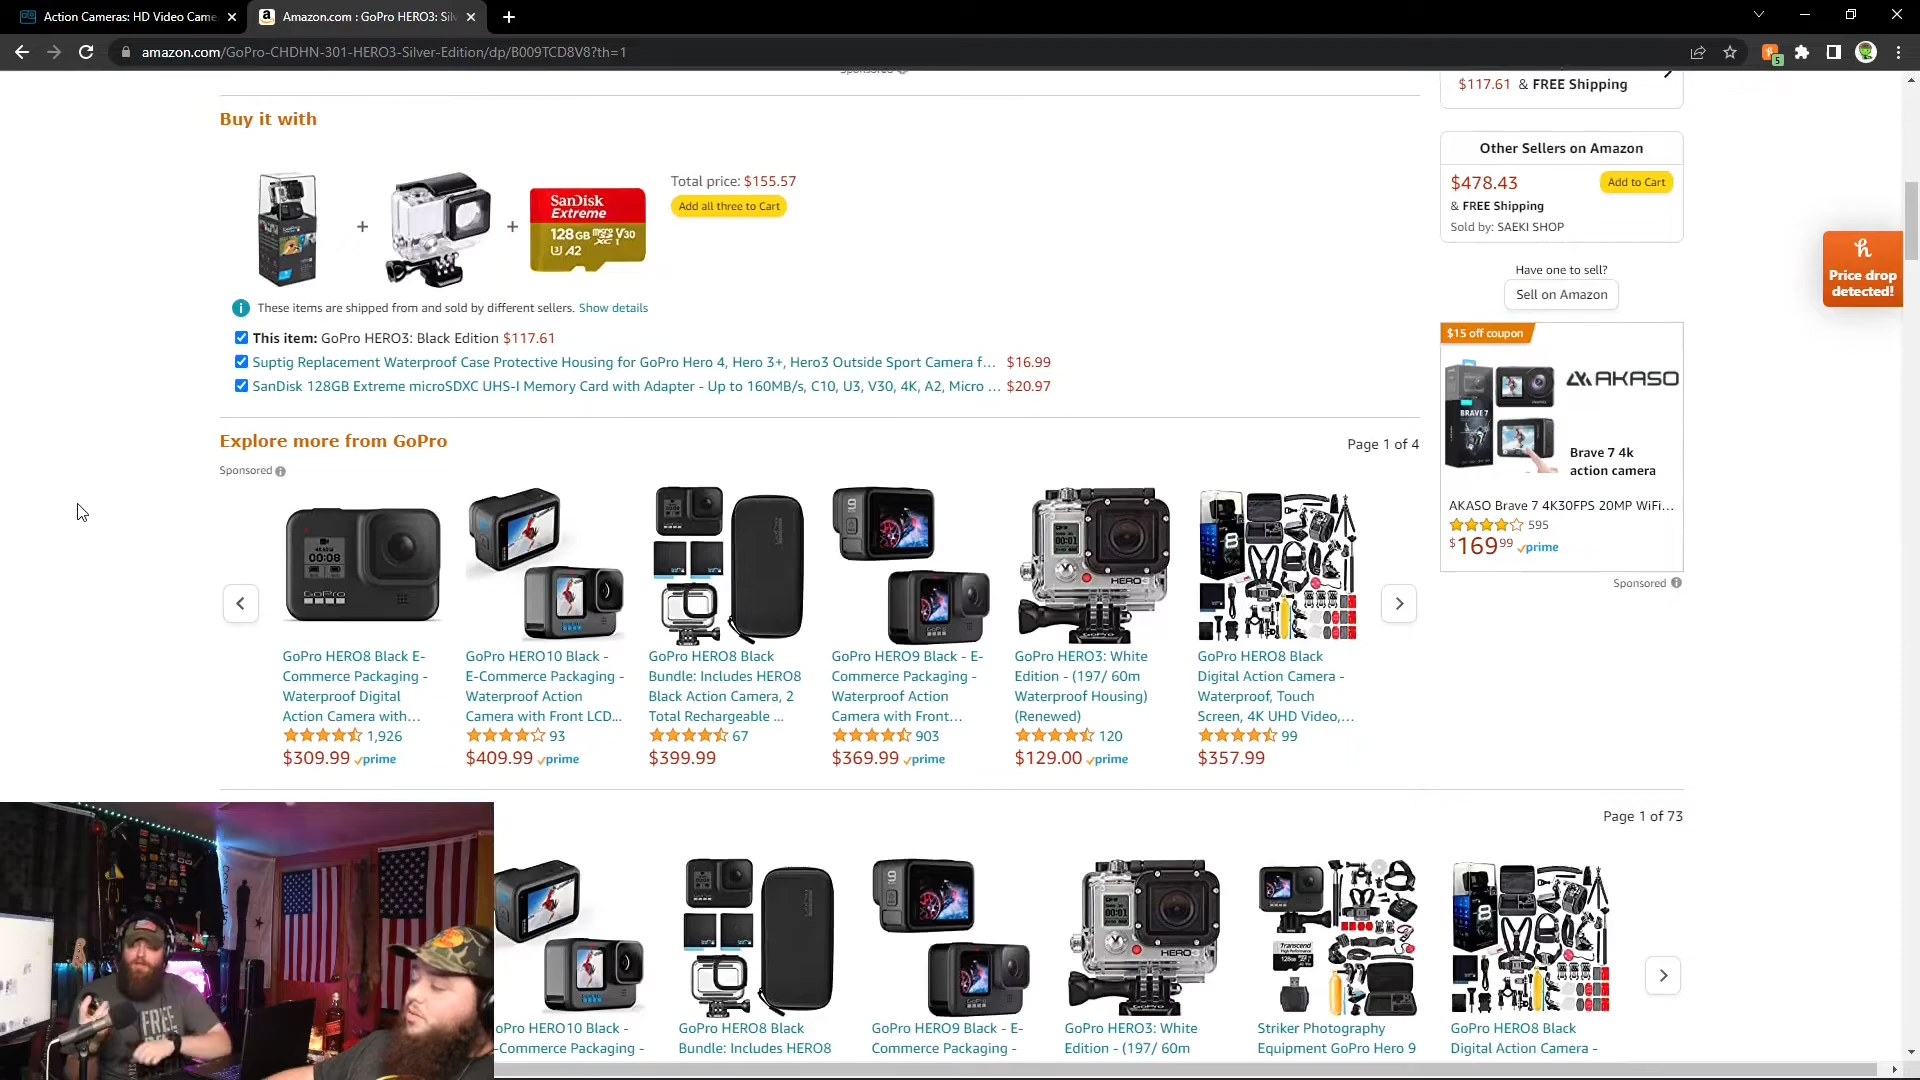 Action Cameras: HD Video Came
Amazon.com : GoPro HERO3: Sil
amazon.com/GoPro-CHDHN-301-HERO3-Silver-Edition/dp/B009TCD8V8?th=1
5
Sponsored
$117.61 & FREE Shipping
Buy it with
Total price: $155.57
Add all three to Cart
SanDisk
Extreme
128GB microSDXC V30
U3 A2
These items are shipped from and sold by different sellers. Show details
This item: GoPro HERO3: Black Edition $117.61
Suptig Replacement Waterproof Case Protective Housing for GoPro Hero 4, Hero 3+, Hero3 Outside Sport Camera f... $16.99
SanDisk 128GB Extreme microSDXC UHS-I Memory Card with Adapter - Up to 160MB/s, C10, U3, V30, 4K, A2, Micro ... $20.97
Other Sellers on Amazon
$478.43
Add to Cart
& FREE Shipping
Sold by: SAEKI SHOP
Have one to sell?
Sell on Amazon
Price drop
detected!
$15 off coupon
AKASO
BRAVE 7
Brave 7 4k
action camera
AKASO Brave 7 4K30FPS 20MP WiFi...
595
$169 99 prime
Sponsored
Explore more from GoPro
Page 1 of 4
Sponsored
GoPro HERO8 Black E-
Commerce Packaging -
Waterproof Digital
Action Camera with...
1,926
$309.99 prime
GoPro HERO10 Black -
E-Commerce Packaging -
Waterproof Action
Camera with Front LCD...
93
$409.99 prime
GoPro HERO8 Black
Bundle: Includes HERO8
Black Action Camera, 2
Total Rechargeable ...
67
$399.99
GoPro HERO9 Black - E-
Commerce Packaging -
Waterproof Action
Camera with Front...
903
$369.99 prime
GoPro HERO3: White
Edition - (197/ 60m
Waterproof Housing)
(Renewed)
120
$129.00 prime
GoPro HERO8 Black
Digital Action Camera -
Waterproof, Touch
Screen, 4K UHD Video,...
99
$357.99
Page 1 of 73
oPro HERO10 Black -
-Commerce Packaging -
GoPro HERO8 Black
Bundle: Includes HERO8
GoPro HERO9 Black - E-
Commerce Packaging -
GoPro HERO3: White
Edition - (197/ 60m
Striker Photography
Equipment GoPro Hero 9
GoPro HERO8 Black
Digital Action Camera -